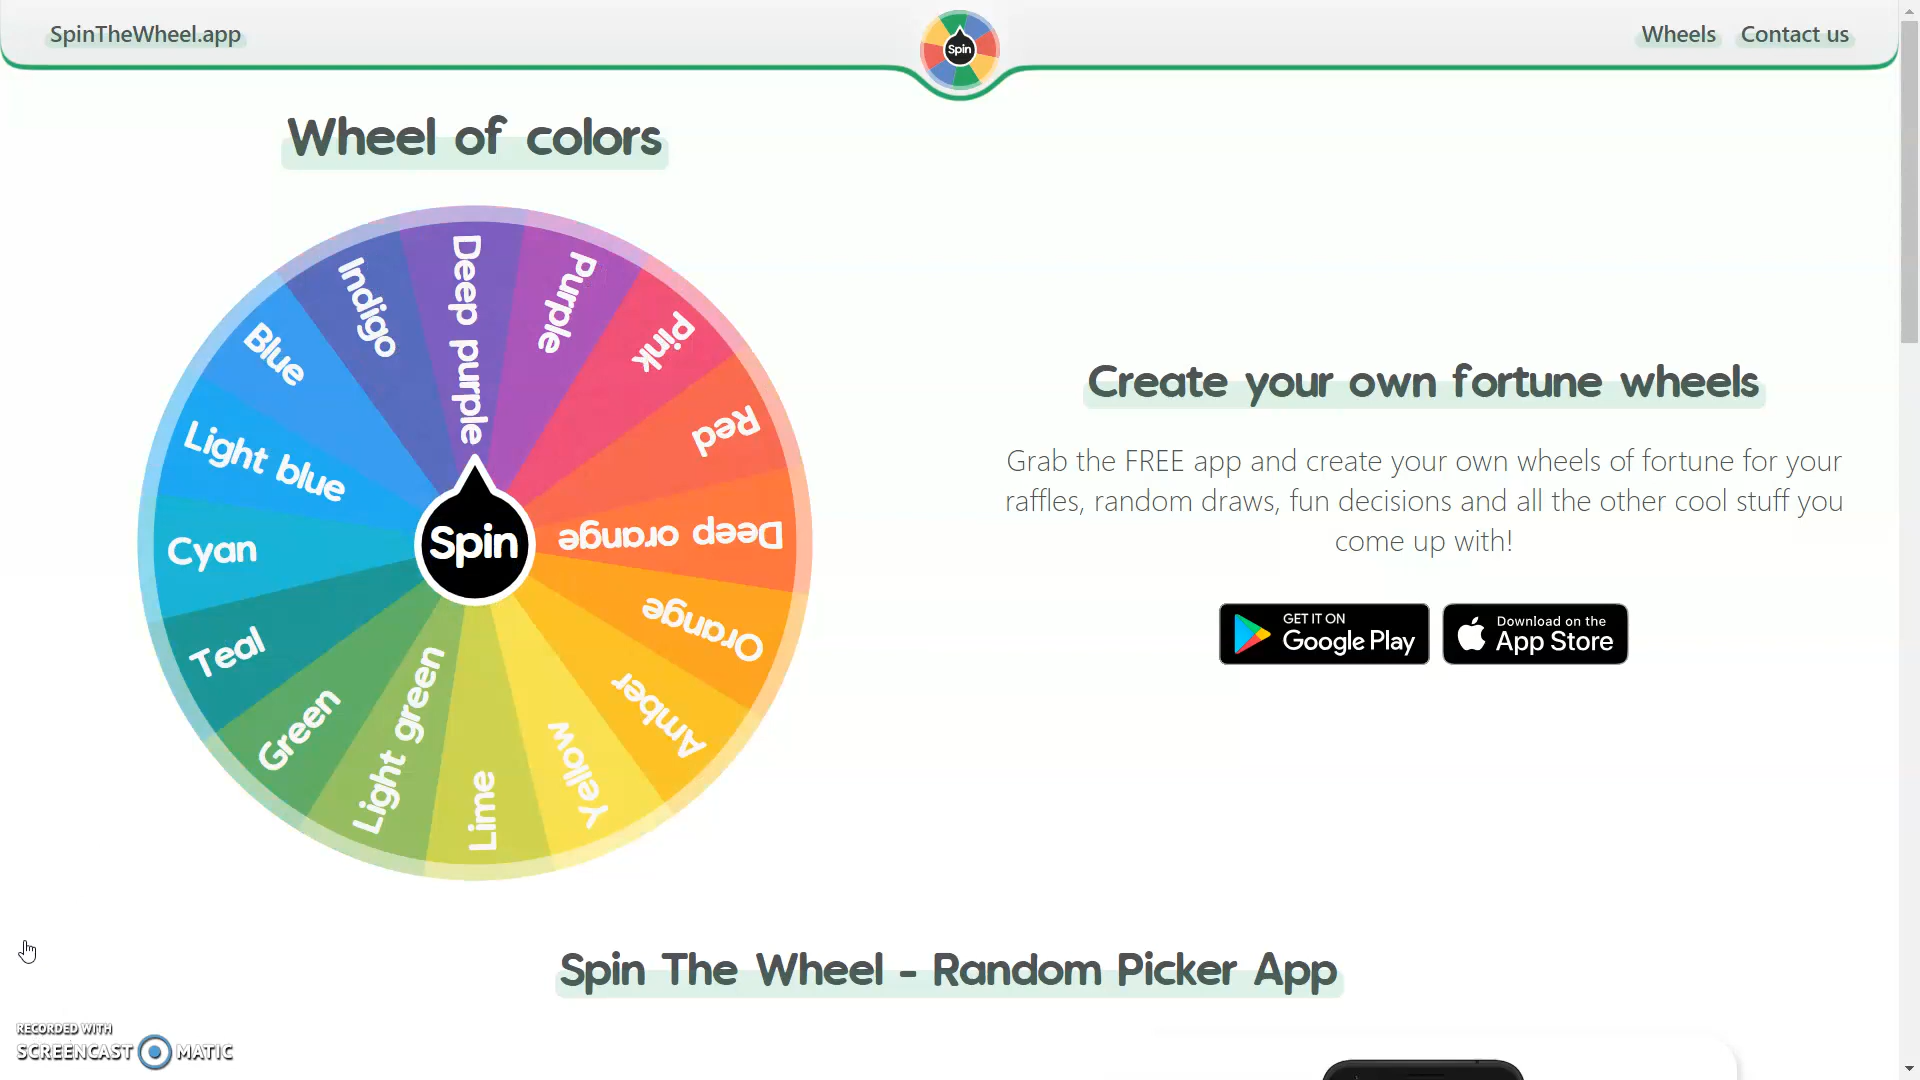 SpinTheWheel.app
Spin
Wheels
Contact us
Wheel of colors
Deep purple
Purple
Pink
Red
Deep orange
Orange
Amber
Yellow
Lime
Light green
Green
Teal
Cyan
Light blue
Blue
Indigo
Spin
Create your own fortune wheels
Grab the FREE app and create your own wheels of fortune for your
raffles, random draws, fun decisions and all the other cool stuff you
come up with!
GET IT ON
Google Play
Download on the
App Store
Spin The Wheel - Random Picker App
RECORDED WITH
SCREENCAST MATIC